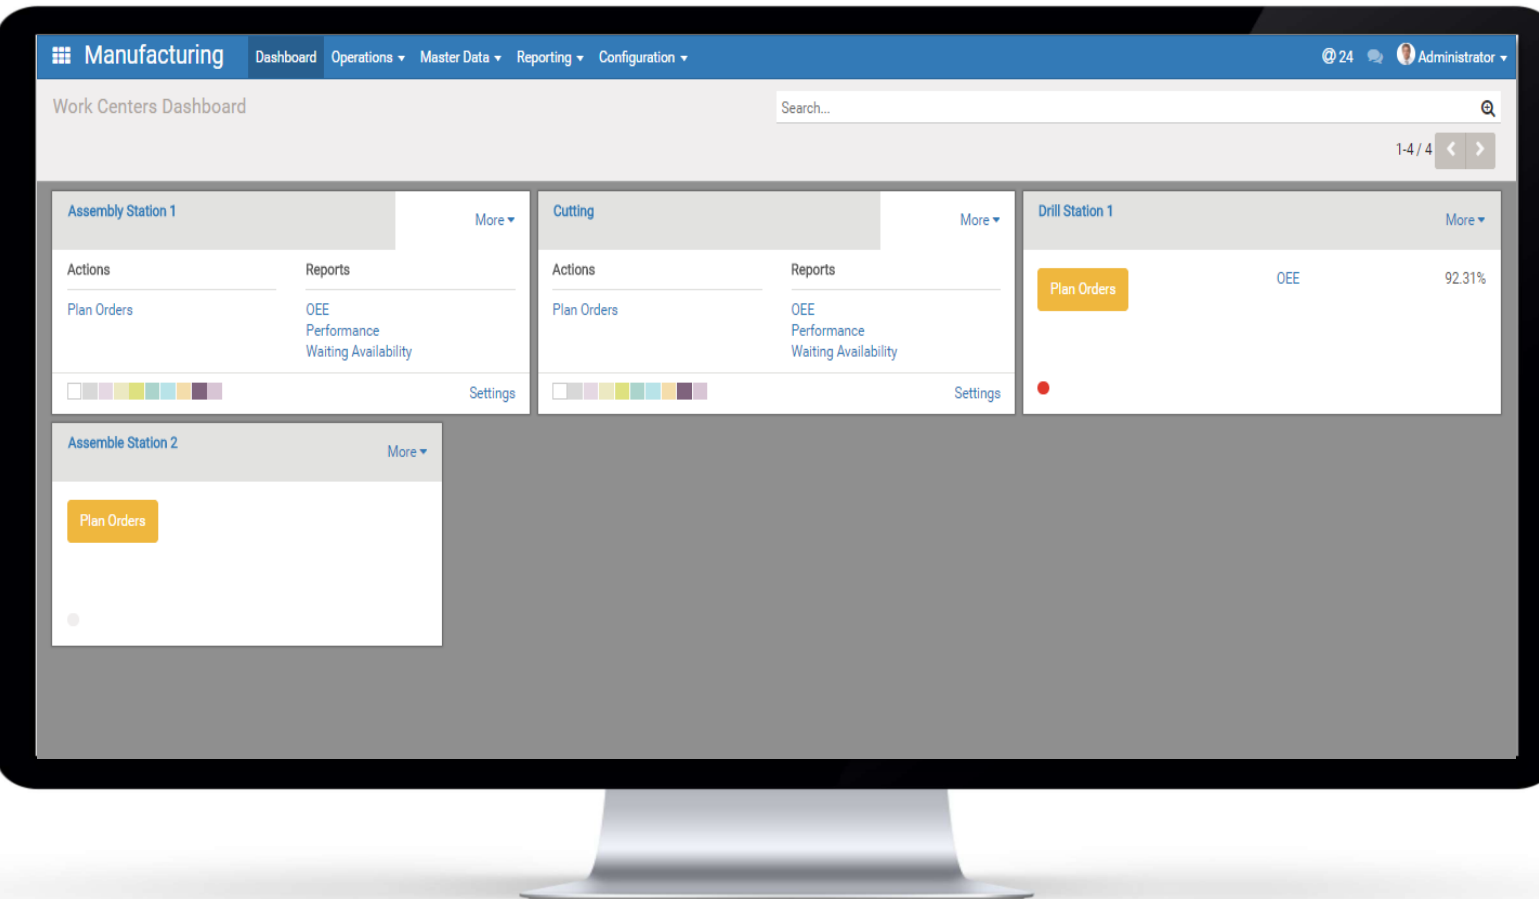 Manufacturing Dashboard Operations Master Data Reporting Configuration @ 24 Administrator
Work Centers Dashboard Search...
1-4 / 4
Assembly Station 1 More
Actions Reports
Plan Orders OEE
Performance
Waiting Availability
Settings
Cutting More
Actions Reports
Plan Orders OEE
Performance
Waiting Availability
Settings
Drill Station 1 More
Plan Orders OEE 92.31%
Assemble Station 2 More
Plan Orders